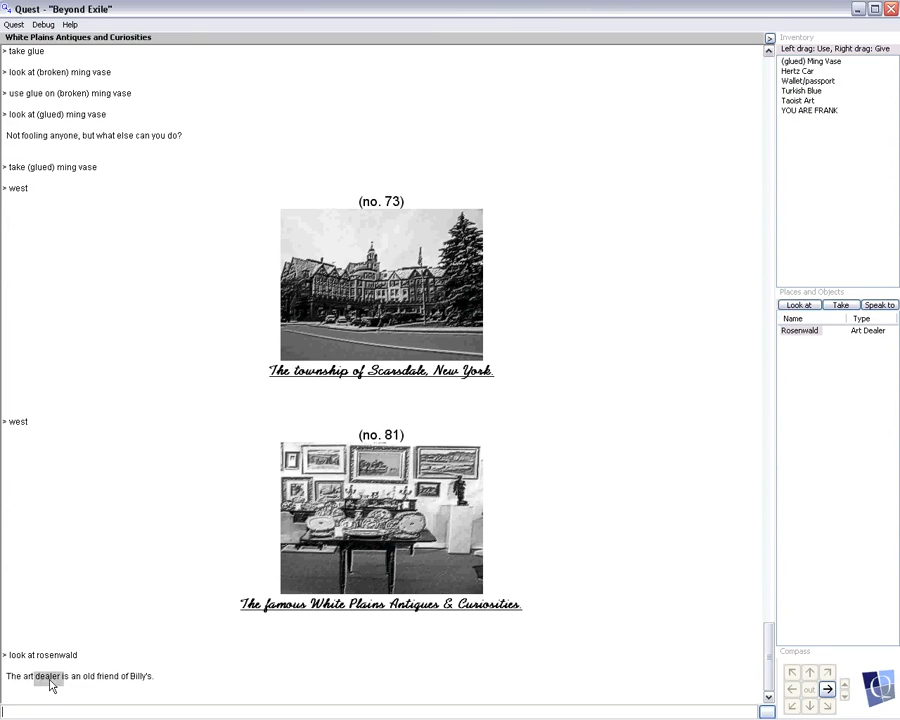 Quest - "Beyond Exile"
Quest Debug Help
White Plains Antiques and Curiosities
> take glue
> look at (broken) ming vase
> use glue on (broken) ming vase
> look at (glued) ming vase
Not fooling anyone, but what else can you do?
> take (glued) ming vase
> west
(no. 73)
The township of Scarsdale, New York.
> west
(no. 81)
The famous White Plains Antiques & Curiosities.
> look at rosenwald
The art dealer is an old friend of Billy's.
>
Inventory
Left drag: Use, Right drag: Give
(glued) Ming Vase
Hertz Car
Wallet/passport
Turkish Blue
Taoist Art
YOU ARE FRANK
Places and Objects
Look at Take Speak to
Name Type
Rosenwald Art Dealer
Compass
out